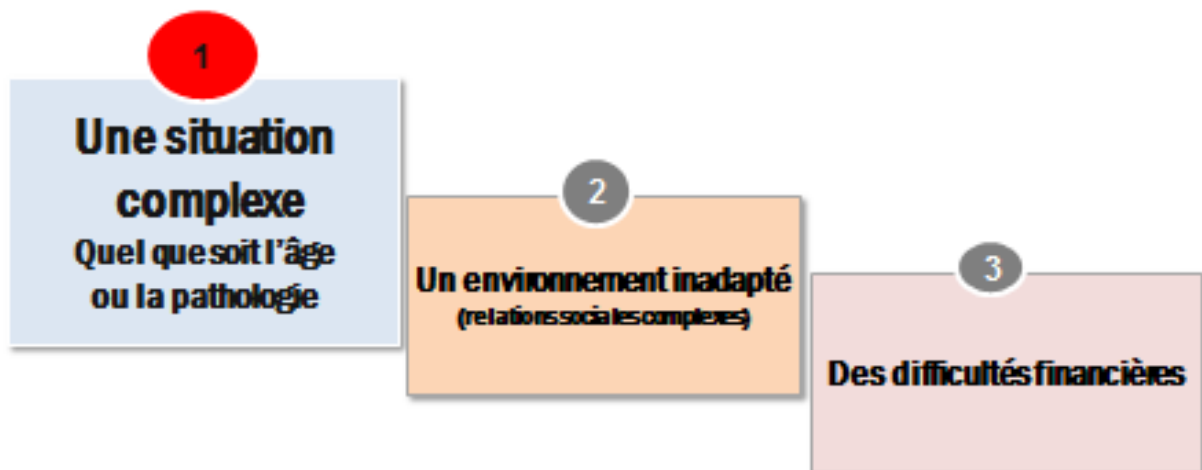 1
Une situation
complexe
Quel que soit l'âge
ou la pathologie
2
Un environnement inadapté
(relations sociales complexes)
3
Des difficultés financières